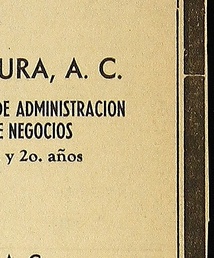 URA, A. C.
DE ADMINISTRACION
E NEGOCIOS
y 2o. años
A. C.